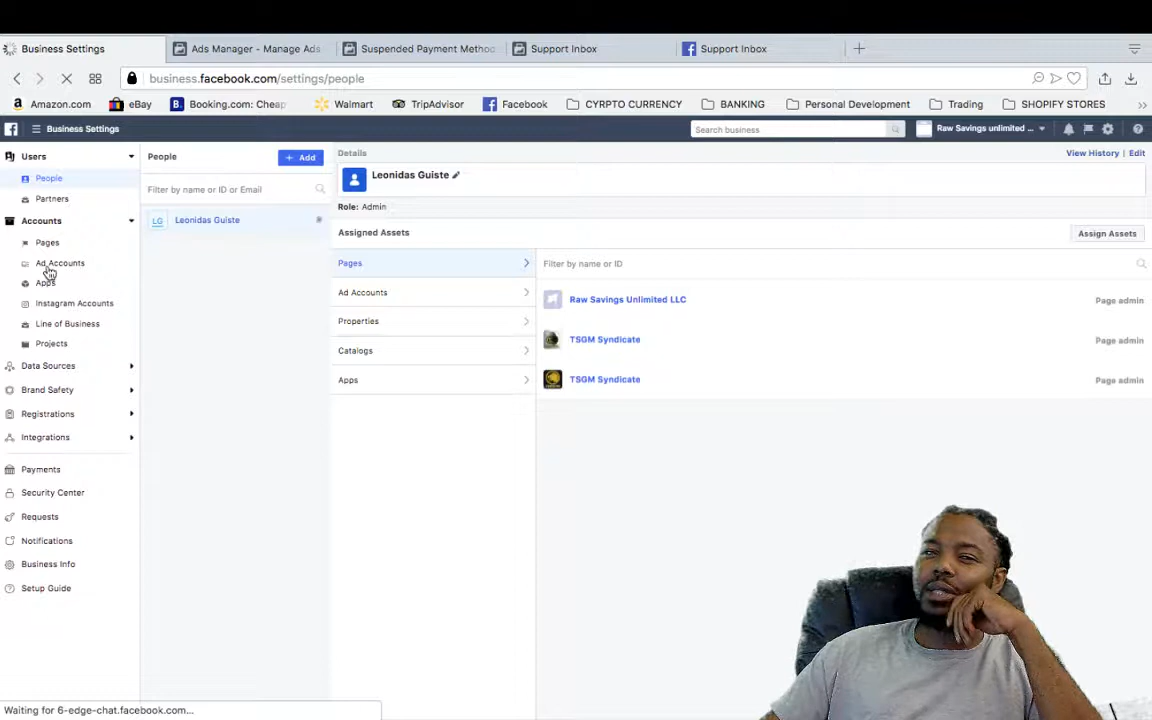 Business Settings
Ads Manager - Manage Ads
Suspended Payment Metho
Support Inbox
Support Inbox
business.facebook.com/settings/people
Amazon.com
eBay
Booking.com: Cheap
Walmart
TripAdvisor
Facebook
CYRPTO CURRENCY
BANKING
Personal Development
Trading
SHOPIFY STORES
Business Settings
Search business
Raw Savings unlimited ...
Users
People
Partners
Accounts
Pages
Ad Accounts
Apps
Instagram Accounts
Line of Business
Projects
Data Sources
Brand Safety
Registrations
Integrations
Payments
Security Center
Requests
Notifications
Business Info
Setup Guide
People
+ Add
Filter by name or ID or Email
LG Leonidas Guiste
Details
View History | Edit
Leonidas Guiste
Role: Admin
Assigned Assets
Assign Assets
Pages
Ad Accounts
Properties
Catalogs
Apps
Filter by name or ID
Raw Savings Unlimited LLC Page admin
TSGM Syndicate Page admin
TSGM Syndicate Page admin
Waiting for 6-edge-chat.facebook.com...